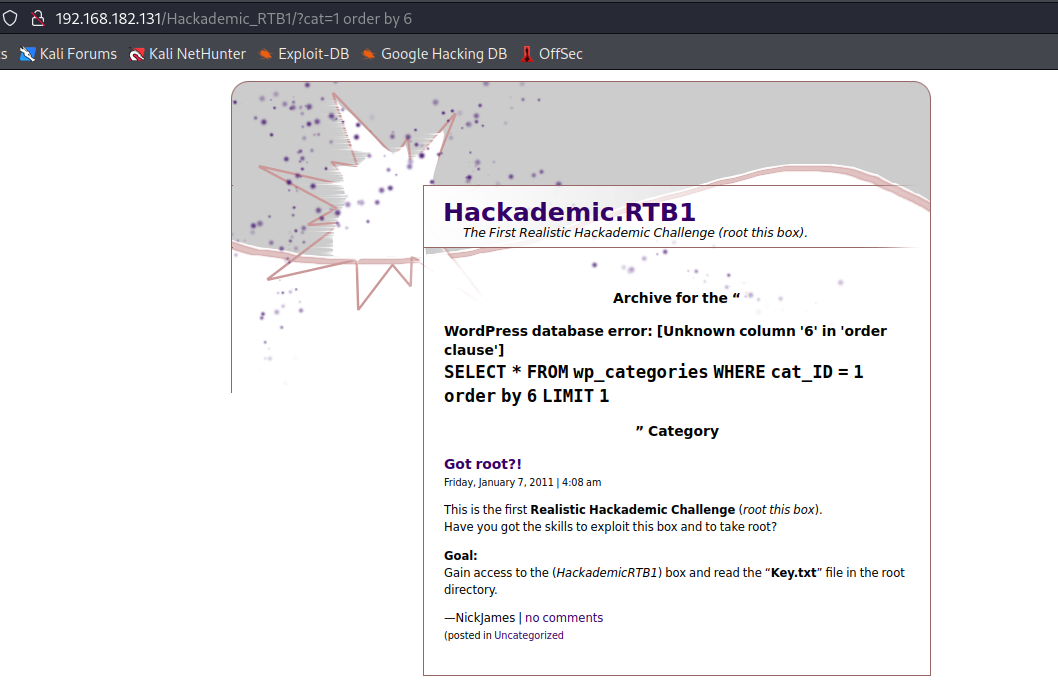 192.168.182.131/Hackademic_RTB1/?cat=1 order by 6
s Kali Forums Kali NetHunter Exploit-DB Google Hacking DB OffSec
Hackademic.RTB1
The First Realistic Hackademic Challenge (root this box).
Archive for the “
WordPress database error: [Unknown column '6' in 'order
clause']
SELECT * FROM wp_categories WHERE cat_ID = 1
order by 6 LIMIT 1
” Category
Got root?!
Friday, January 7, 2011 | 4:08 am
This is the first Realistic Hackademic Challenge (root this box).
Have you got the skills to exploit this box and to take root?
Goal:
Gain access to the (HackademicRTB1) box and read the “Key.txt” file in the root
directory.
—NickJames | no comments
(posted in Uncategorized